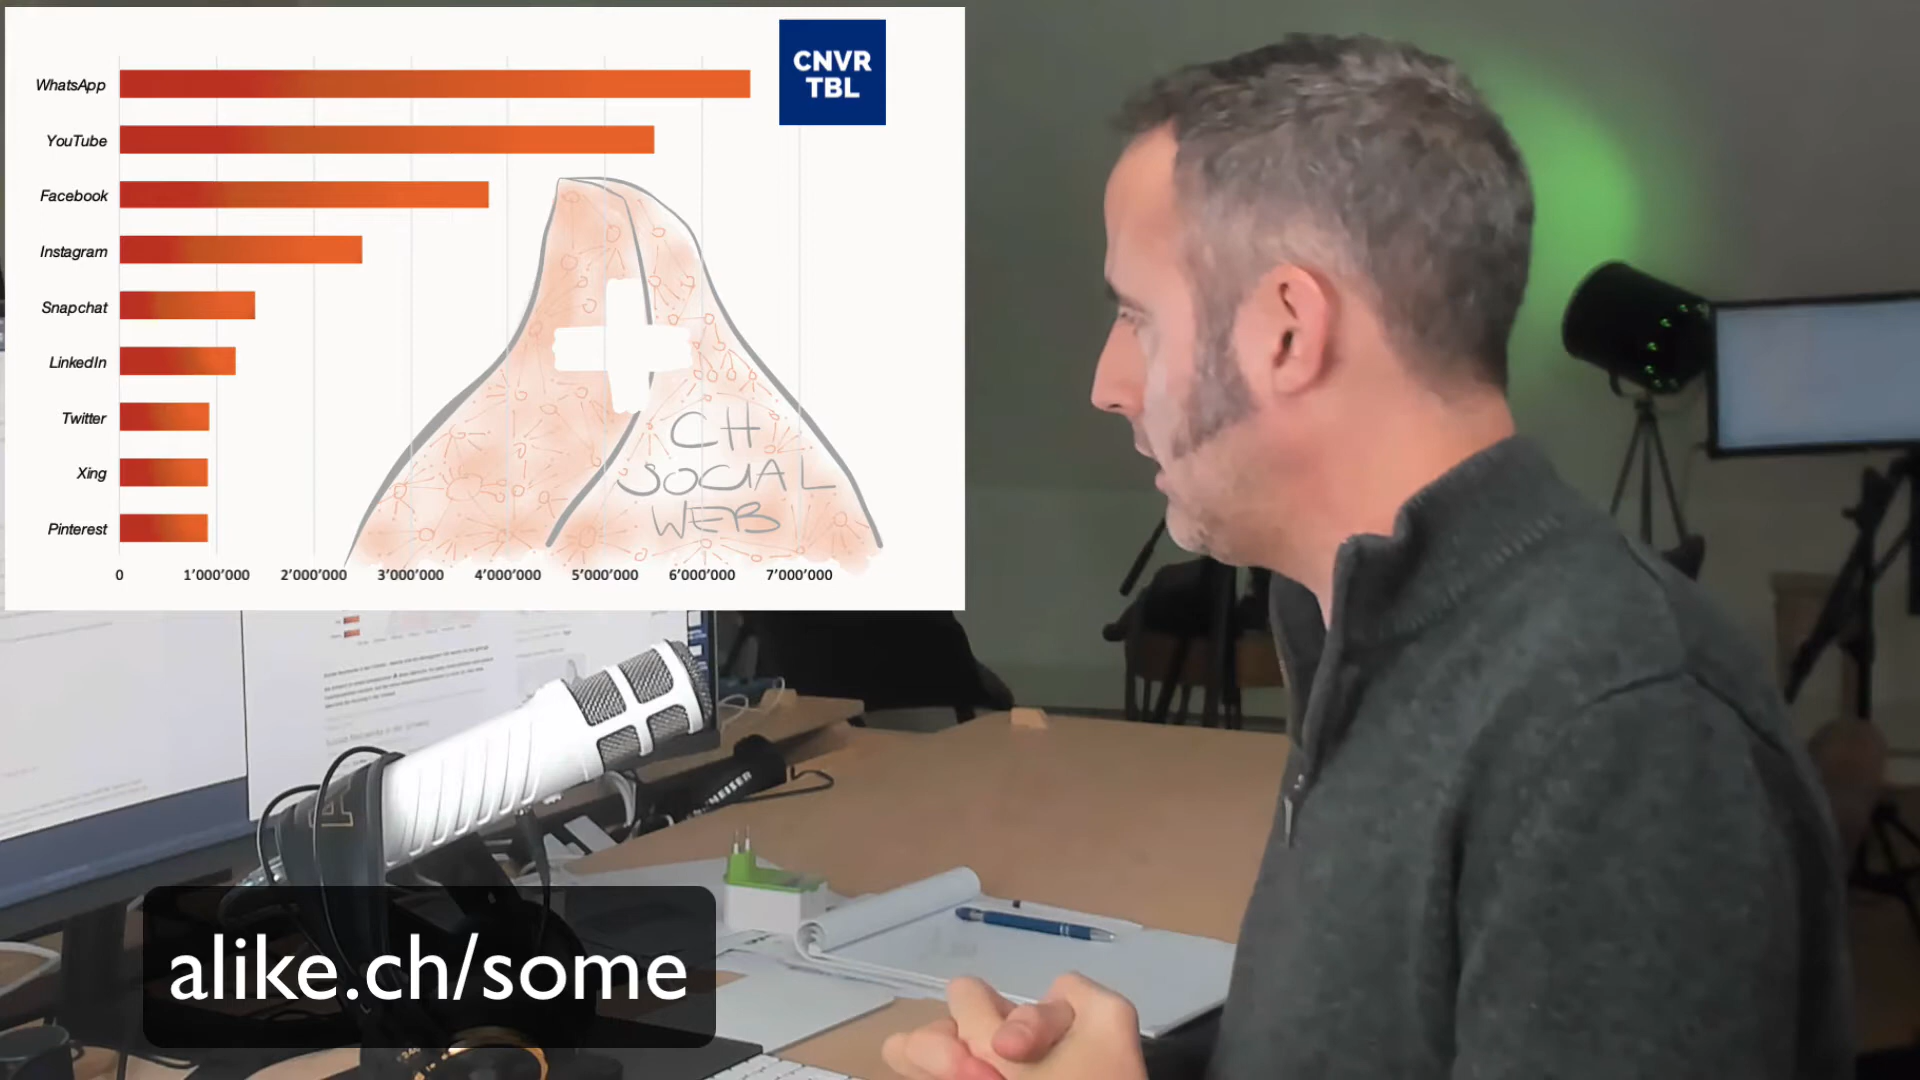 CNVR
TBL
WhatsApp
YouTube
Facebook
Instagram
Snapchat
LinkedIn
Twitter
Xing
Pinterest
0 1’000’000 2’000’000 3’000’000 4’000’000 5’000’000 6’000’000 7’000’000
CH
SOCIAL
WEB
alike.ch/some